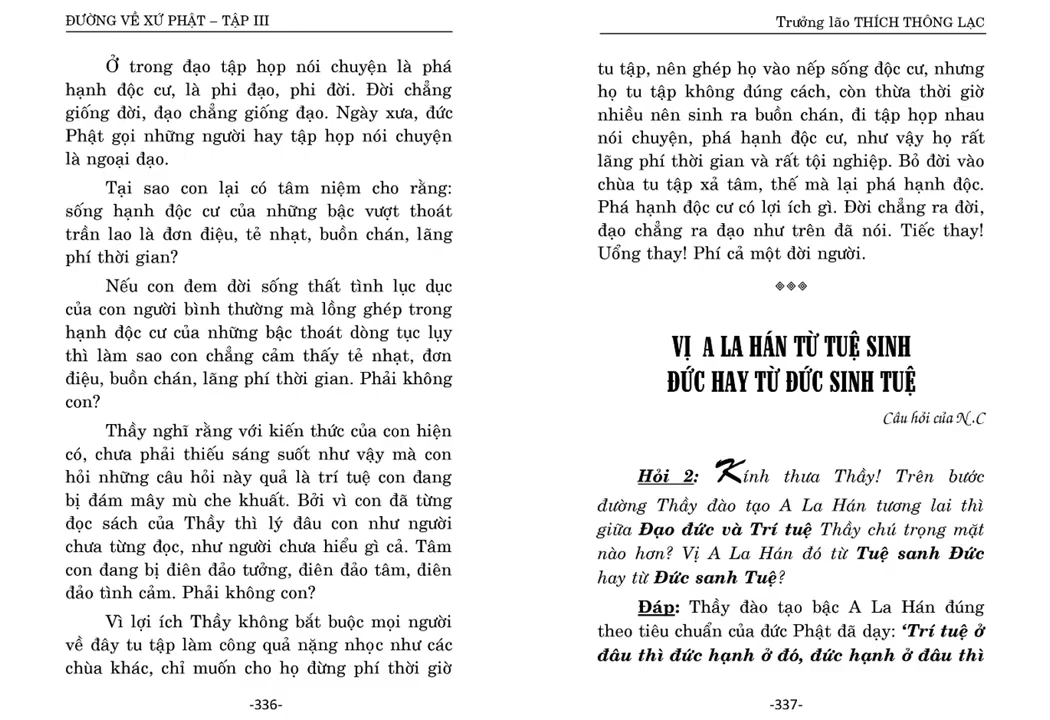 ĐƯỜNG VỀ XỨ PHẬT – TẬP III
Ở trong đạo tập họp nói chuyện là phá
hạnh độc cư, là phi đạo, phi đời. Đời chẳng
giống đời, đạo chẳng giống đạo. Ngày xưa, đức
Phật gọi những người hay tập họp nói chuyện
là ngoại đạo.
Tại sao con lại có tâm niệm cho rằng:
sống hạnh độc cư của những bậc vượt thoát
trần lao là đơn điệu, tẻ nhạt, buồn chán, lãng
phí thời gian?
Nếu con đem đời sống thất tình lục dục
của con người bình thường mà lồng ghép trong
hạnh độc cư của những bậc thoát dòng tục lụy
thì làm sao con chẳng cảm thấy tẻ nhạt, đơn
điệu, buồn chán, lãng phí thời gian. Phải không
con?
Thầy nghĩ rằng với kiến thức của con hiện
có, chưa phải thiếu sáng suốt như vậy mà con
hỏi những câu hỏi này quả là trí tuệ con đang
bị đám mây mù che khuất. Bởi vì con đã từng
đọc sách của Thầy thì lý đâu con như người
chưa từng đọc, như người chưa hiểu gì cả. Tâm
con đang bị điên đảo tưởng, điên đảo tâm, điên
đảo tình cảm. Phải không con?
Vì lợi ích Thầy không bắt buộc mọi người
về đây tu tập làm công quả nặng nhọc như các
chùa khác, chỉ muốn cho họ đừng phí thời giờ
-336-
Trưởng lão THÍCH THÔNG LẠC
tu tập, nên ghép họ vào nếp sống độc cư, nhưng
họ tu tập không đúng cách, còn thừa thời giờ
nhiều nên sinh ra buồn chán, đi tập họp nhau
nói chuyện, phá hạnh độc cư, như vậy họ rất
lãng phí thời gian và rất tội nghiệp. Bỏ đời vào
chùa tu tập xả tâm, thế mà lại phá hạnh độc.
Phá hạnh độc cư có lợi ích gì. Đời chẳng ra đời,
đạo chẳng ra đạo như trên đã nói. Tiếc thay!
Uổng thay! Phí cả một đời người.
VỊ A LA HÁN TỪ TUỆ SINH
ĐỨC HAY TỪ ĐỨC SINH TUỆ
Câu hỏi của N.C
Hỏi 2: Kính thưa Thầy! Trên bước
đường Thầy đào tạo A La Hán tương lai thì
giữa Đạo đức và Trí tuệ Thầy chú trọng mặt
nào hơn? Vị A La Hán đó từ Tuệ sanh Đức
hay từ Đức sanh Tuệ?
Đáp: Thầy đào tạo bậc A La Hán đúng
theo tiêu chuẩn của đức Phật đã dạy: ‘Trí tuệ ở
đâu thì đức hạnh ở đó, đức hạnh ở đâu thì
-337-